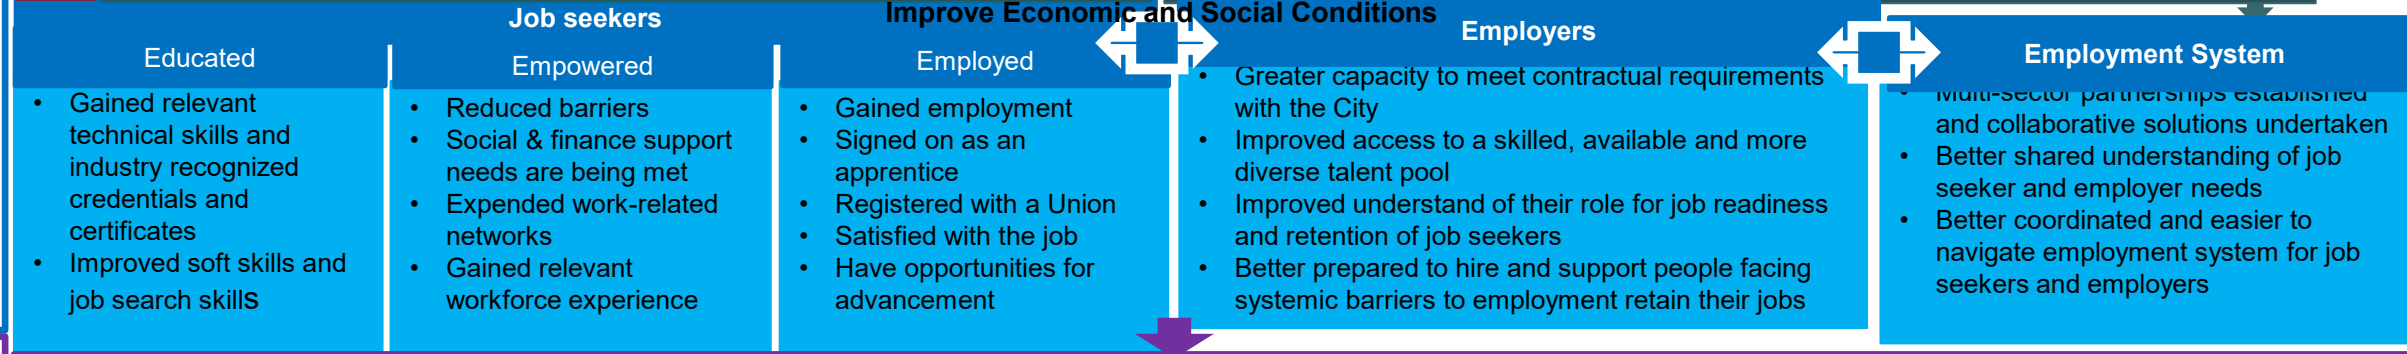 Improve Economic and Social Conditions
Job seekers
Educated
• Gained relevant
technical skills and
industry recognized
credentials and
certificates
• Improved soft skills and
job search skills
Empowered
• Reduced barriers
• Social & finance support
needs are being met
• Expended work-related
networks
• Gained relevant
workforce experience
Employed
• Gained employment
• Signed on as an
apprentice
• Registered with a Union
• Satisfied with the job
• Have opportunities for
advancement
Employers
• Greater capacity to meet contractual requirements
with the City
• Improved access to a skilled, available and more
diverse talent pool
• Improved understand of their role for job readiness
and retention of job seekers
• Better prepared to hire and support people facing
systemic barriers to employment retain their jobs
Employment System
• Multi-sector partnerships established
and collaborative solutions undertaken
• Better shared understanding of job
seeker and employer needs
• Better coordinated and easier to
navigate employment system for job
seekers and employers